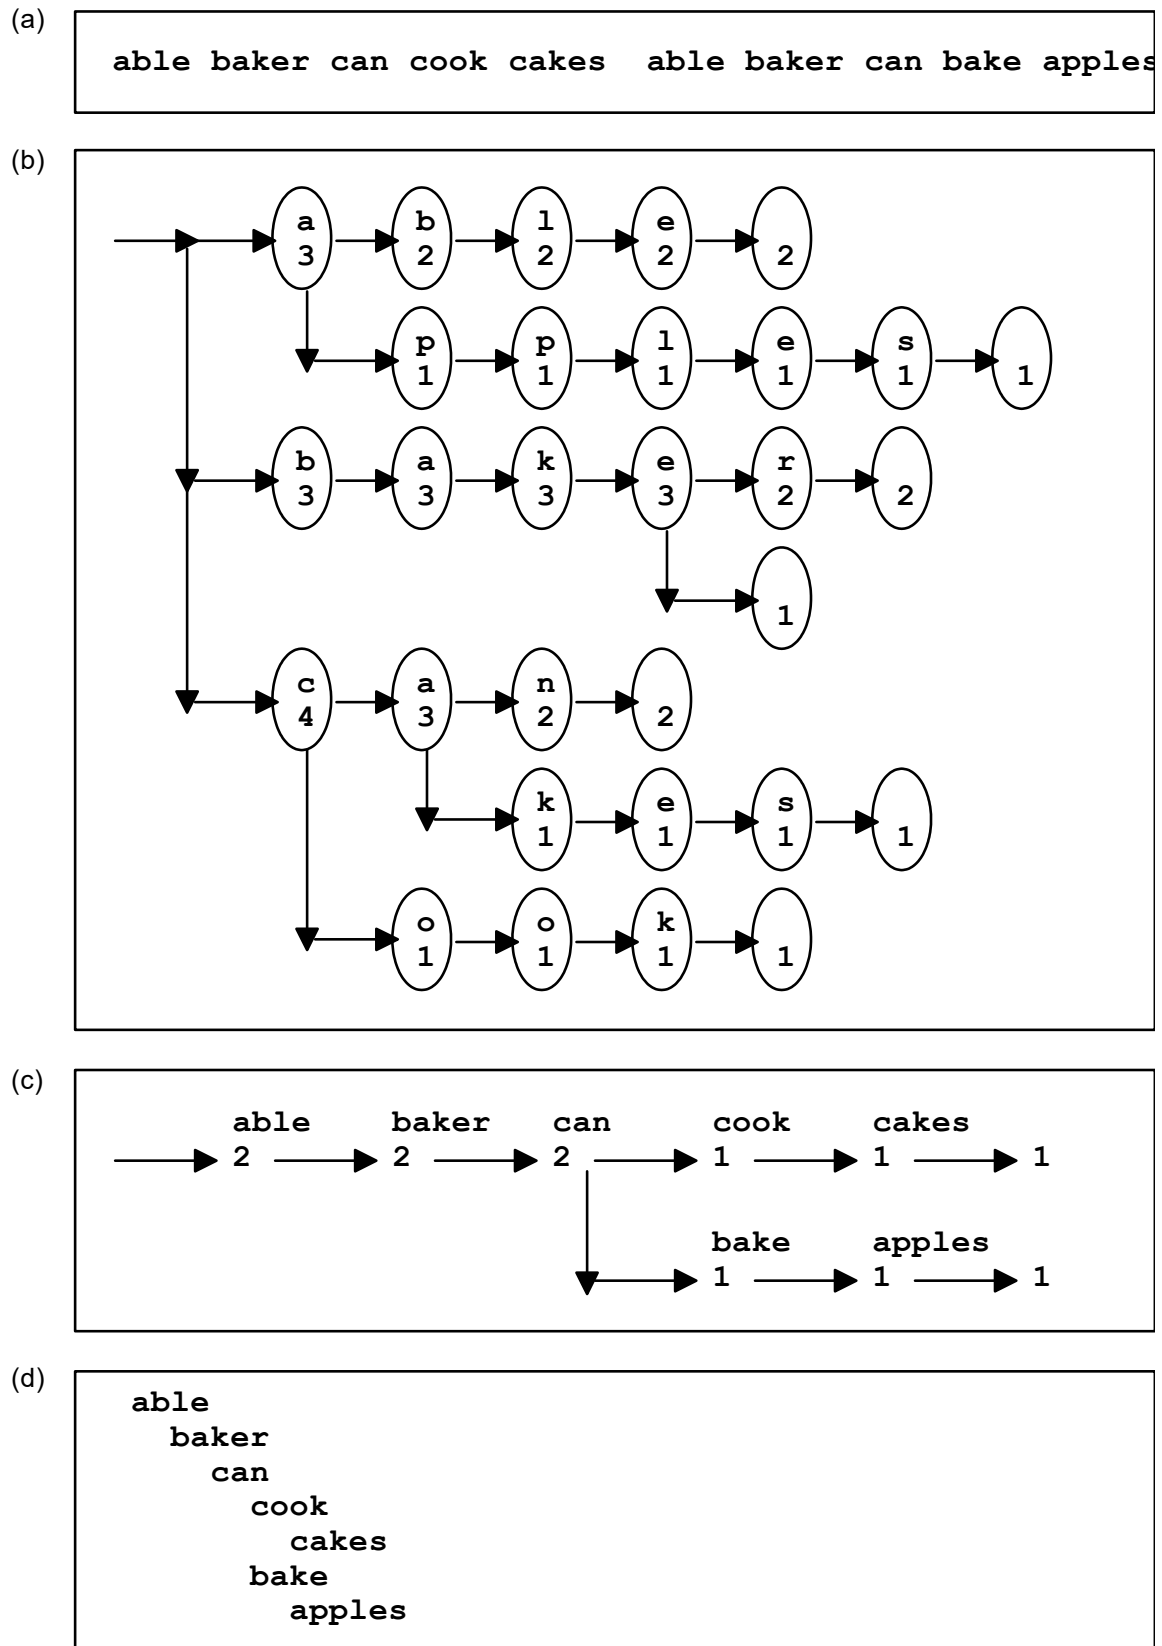 (a)
able baker can cook cakes able baker can bake apples
(b)
a b l e
3 2 2 2 2
p p l e s
1 1 1 1 1 1
b a k e r
3 3 3 3 2 2
1
c a n
4 3 2 2
k e s
1 1 1 1
o o k
1 1 1 1
(c)
able baker can cook cakes
2 2 2 1 1 1
bake apples
1 1 1
(d)
able
baker
can
cook
cakes
bake
apples